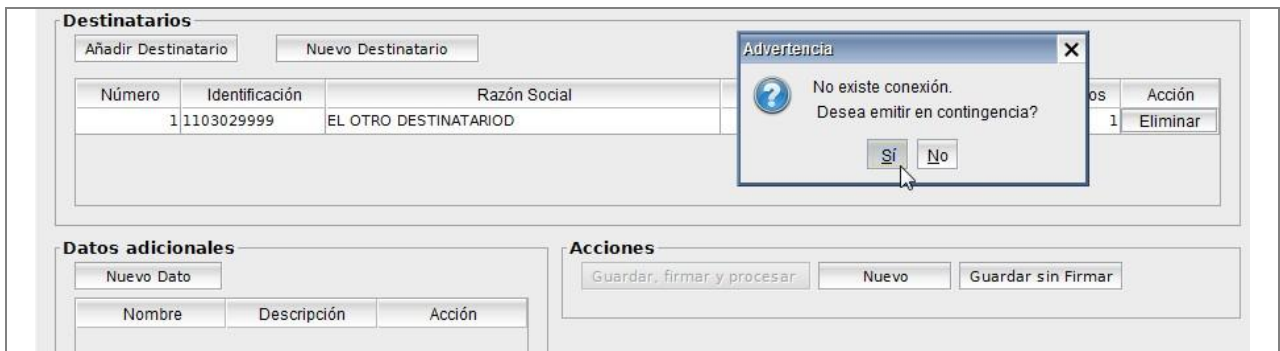 Destinatarios
Añadir Destinatario
Nuevo Destinatario
Número
Identificación
Razón Social
os
Acción
1
1103029999
EL OTRO DESTINATARIOD
1
Eliminar
Advertencia
No existe conexión.
Desea emitir en contingencia?
Sí
No
Datos adicionales
Nuevo Dato
Nombre
Descripción
Acción
Acciones
Guardar, firmar y procesar
Nuevo
Guardar sin Firmar